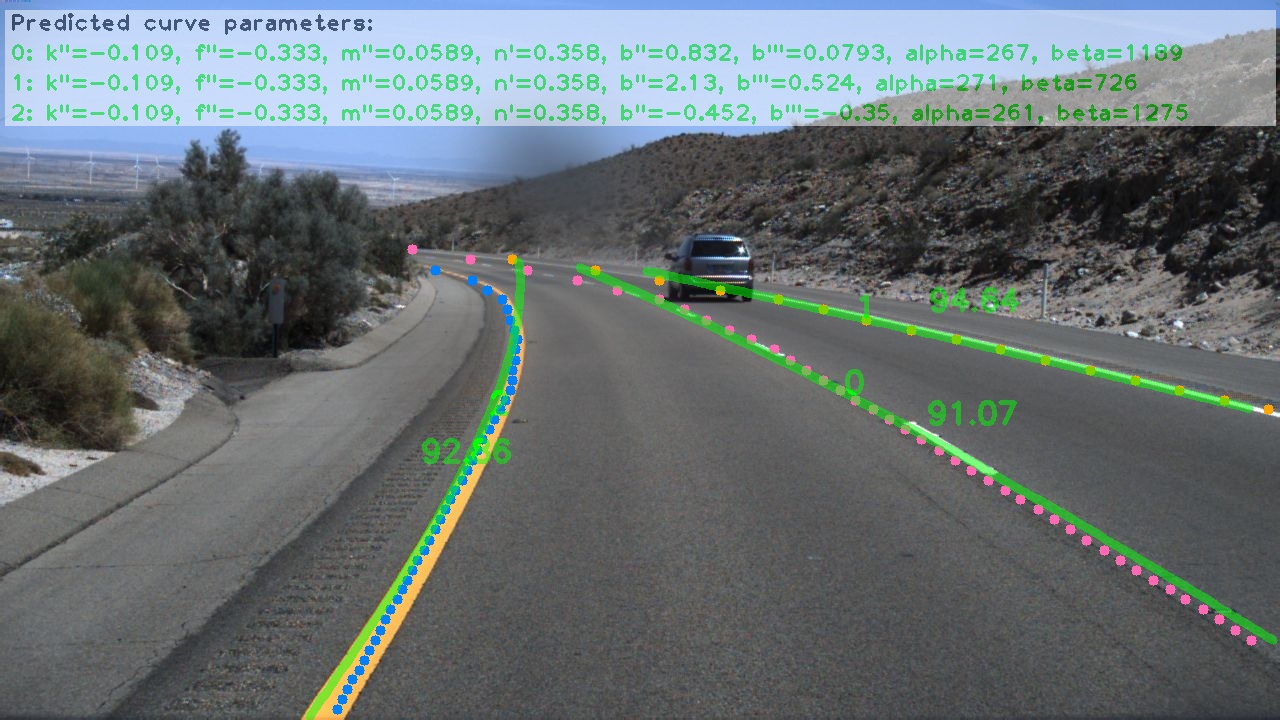 Predicted curve parameters:
0: k''=-0.109, f''=-0.333, m''=0.0589, n'=0.358, b''=0.832, b'''=0.0793, alpha=267, beta=1189
1: k''=-0.109, f''=-0.333, m''=0.0589, n'=0.358, b''=2.13, b'''=0.524, alpha=271, beta=726
2: k''=-0.109, f''=-0.333, m''=0.0589, n'=0.358, b''=-0.452, b'''=-0.35, alpha=261, beta=1275
1 94.84
0
91.07